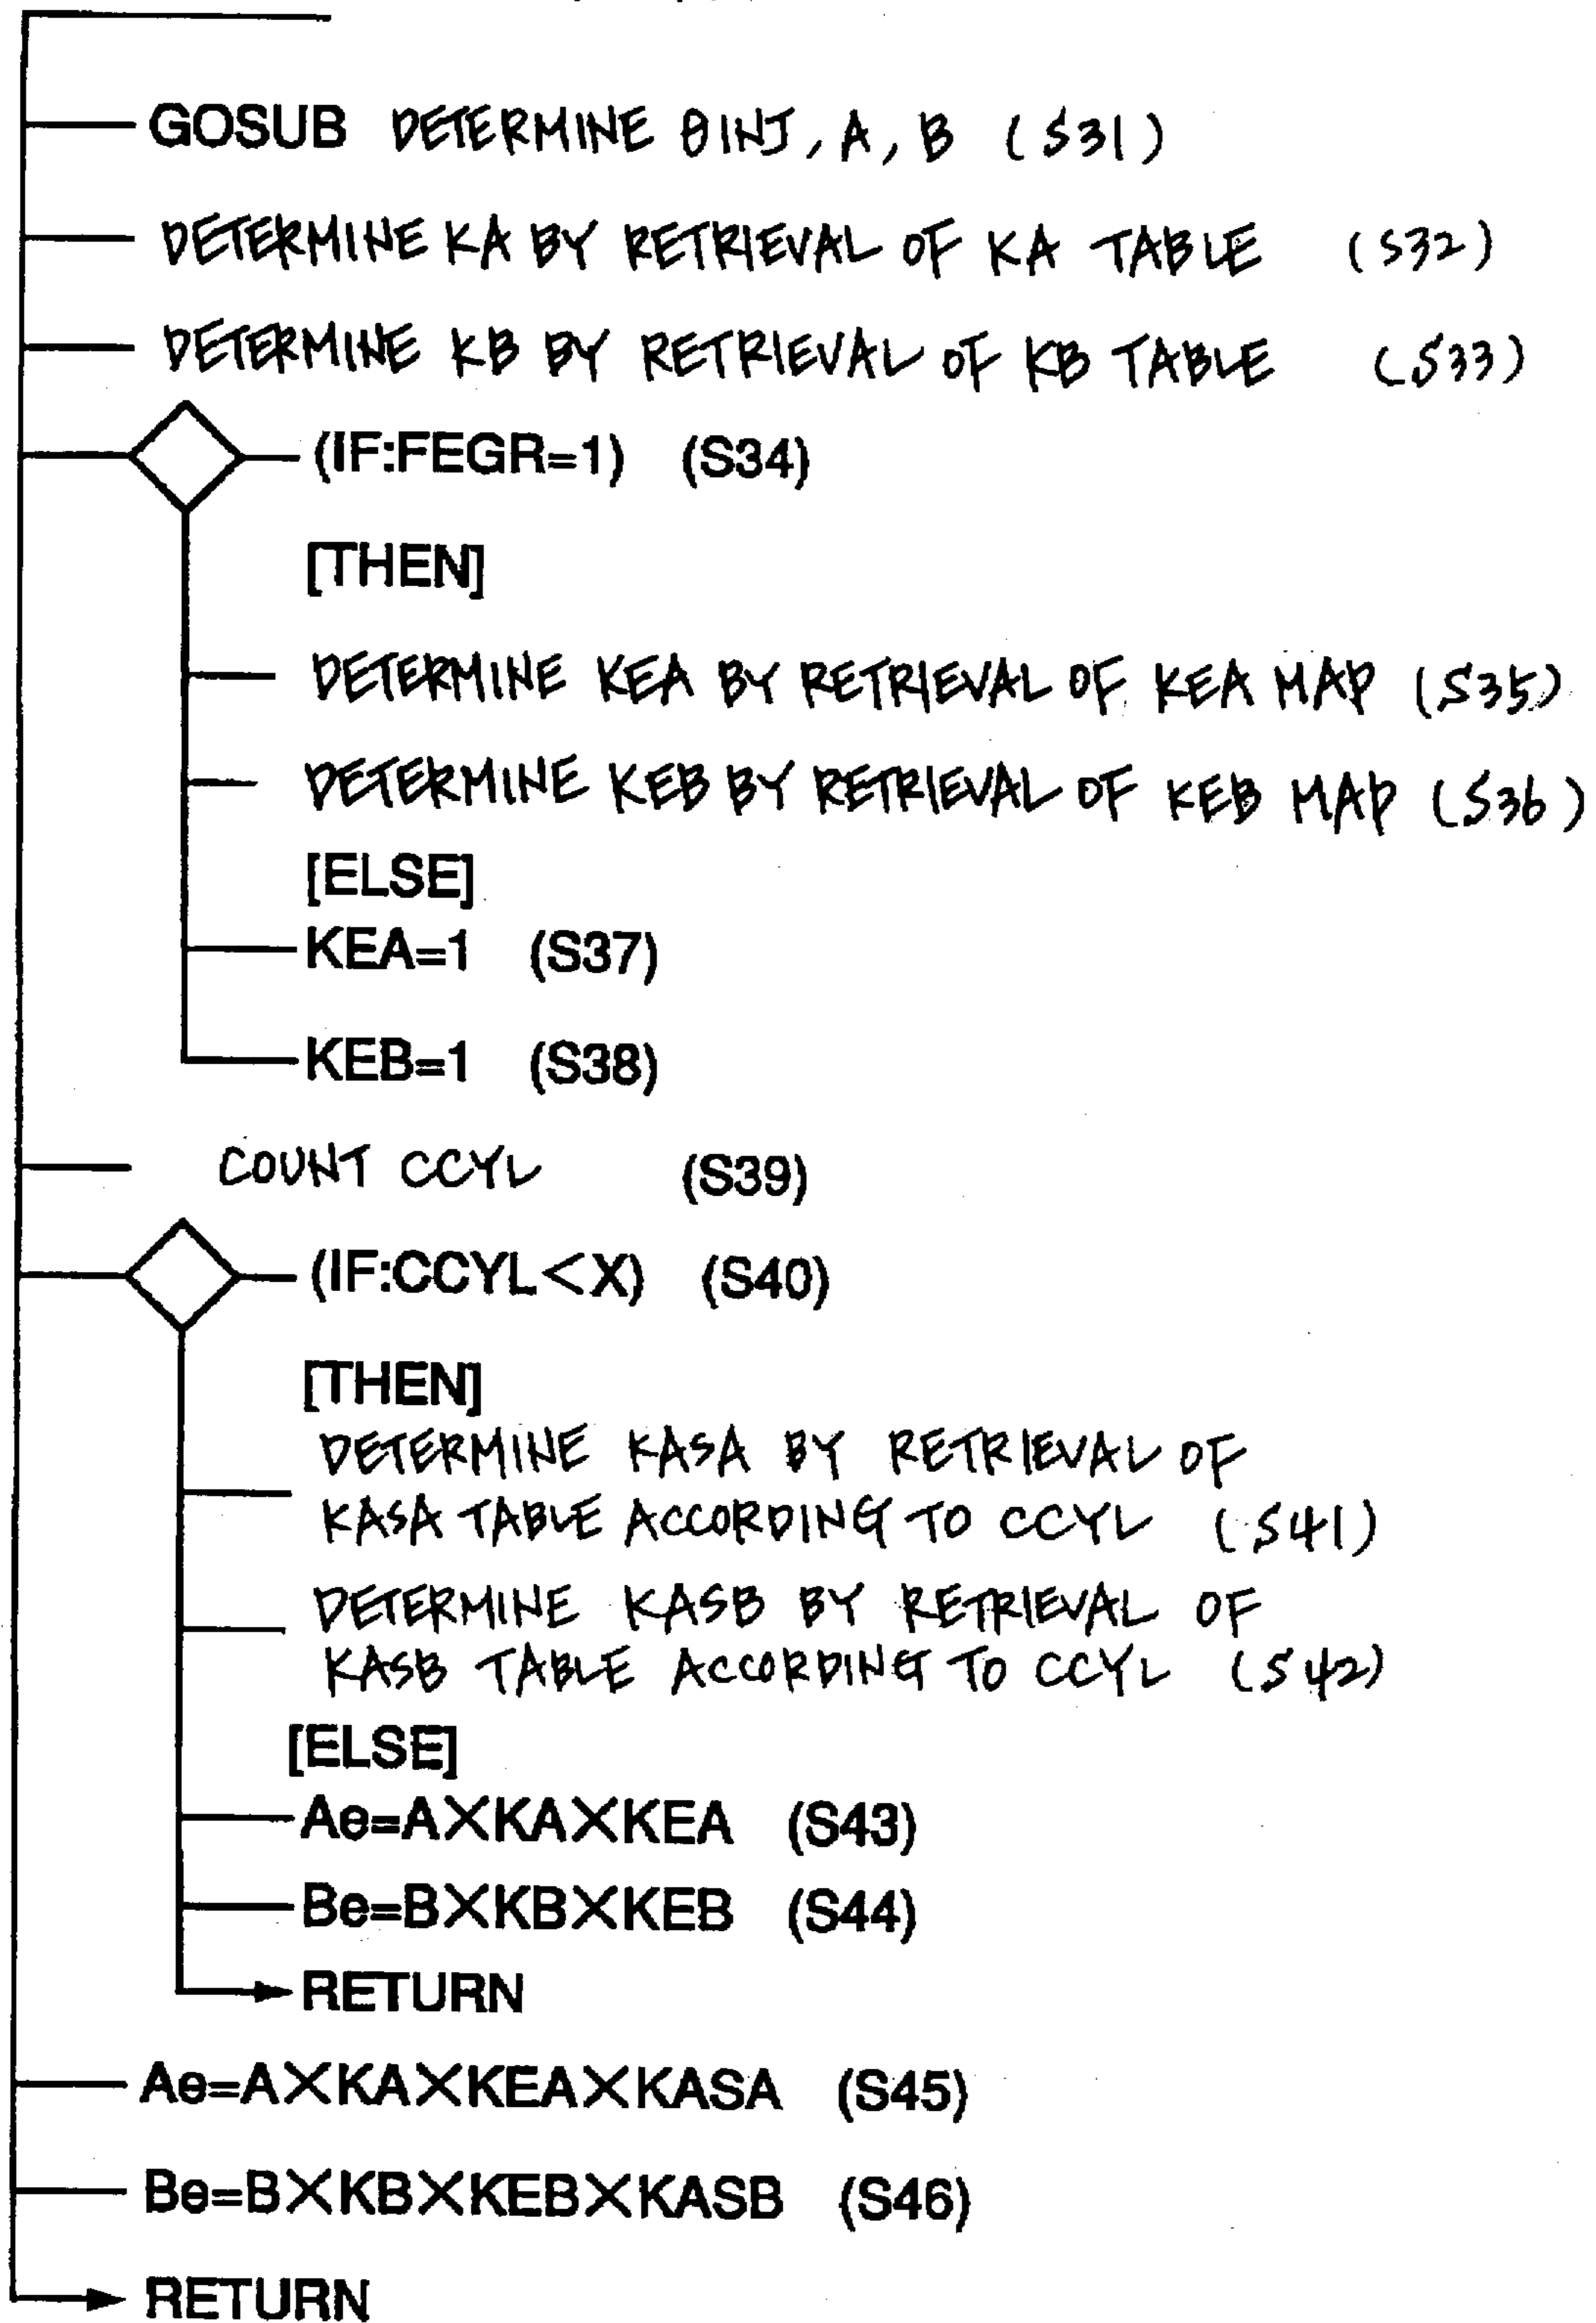 GOSUB DETERMINE θINJ, A, B (S31)
DETERMINE KA BY RETRIEVAL OF KA TABLE (S32)
DETERMINE KB BY RETRIEVAL OF KB TABLE (S33)
(IF:FEGR=1) (S34)
[THEN]
DETERMINE KEA BY RETRIEVAL OF KEA MAP (S35)
DETERMINE KEB BY RETRIEVAL OF KEB MAP (S36)
[ELSE]
KEA=1 (S37)
KEB=1 (S38)
COUNT CCYL (S39)
(IF:CCYL<X) (S40)
[THEN]
DETERMINE KASA BY RETRIEVAL OF
KASA TABLE ACCORDING TO CCYL (S41)
DETERMINE KASB BY RETRIEVAL OF
KASB TABLE ACCORDING TO CCYL (S42)
[ELSE]
Ae=A×KA×KEA (S43)
Be=B×KB×KEB (S44)
RETURN
Ae=A×KA×KEA×KASA (S45)
Be=B×KB×KEB×KASB (S46)
RETURN